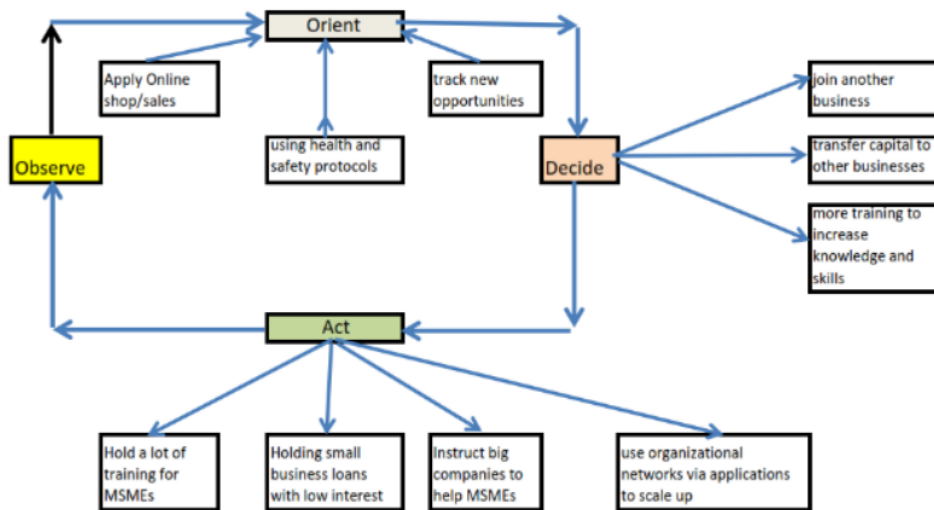 Orient
Apply Online
shop/sales
track new
opportunities
join another
business
using health and
safety protocols
Observe
Decide
transfer capital to
other businesses
more training to
increase
knowledge and
skills
Act
Hold a lot of
training for
MSMEs
Holding small
business loans
with low interest
Instruct big
companies to
help MSMEs
use organizational
networks via applications
to scale up